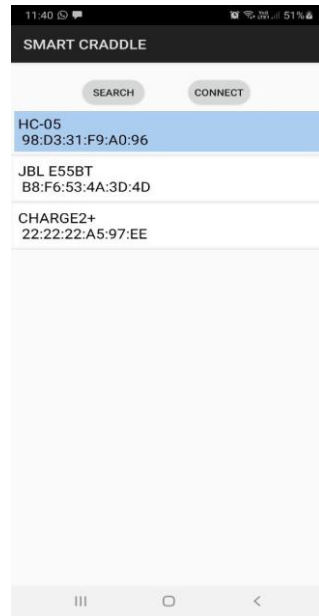 11:40 51%
SMART CRADDLE
SEARCH CONNECT
HC-05
98:D3:31:F9:A0:96
JBL E55BT
B8:F6:53:4A:3D:4D
CHARGE2+
22:22:22:A5:97:EE